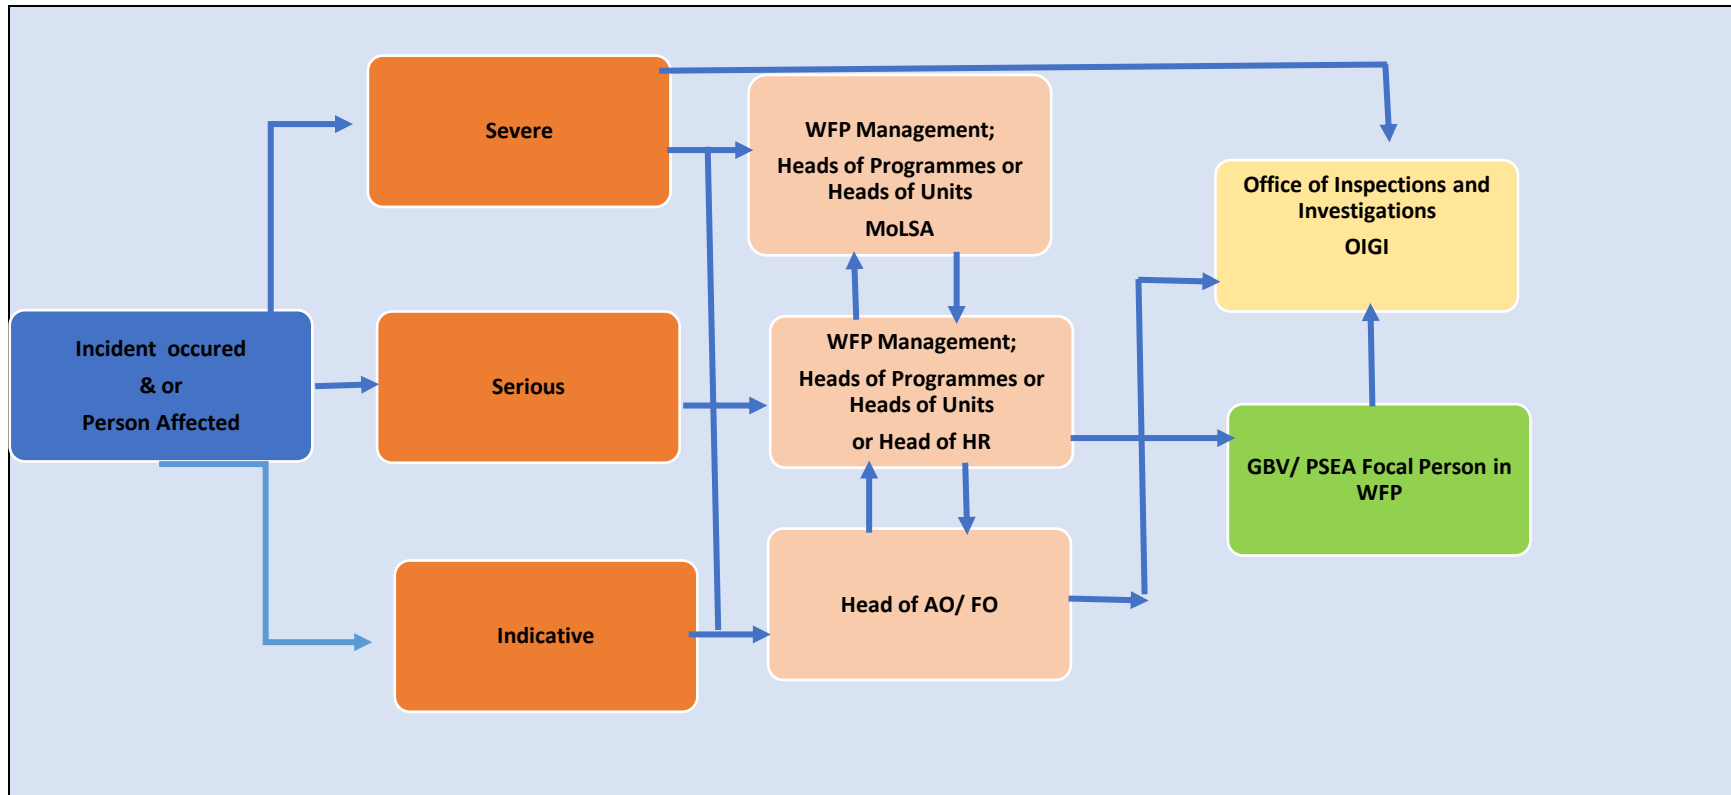 Incident  occured
& or
Person Affected
Severe
Serious
Indicative
WFP Management;
Heads of Programmes or
Heads of Units
MoLSA
WFP Management;
Heads of Programmes or
Heads of Units
or Head of HR
Head of AO/ FO
Office of Inspections and
Investigations
OIGI
GBV/ PSEA Focal Person in
WFP